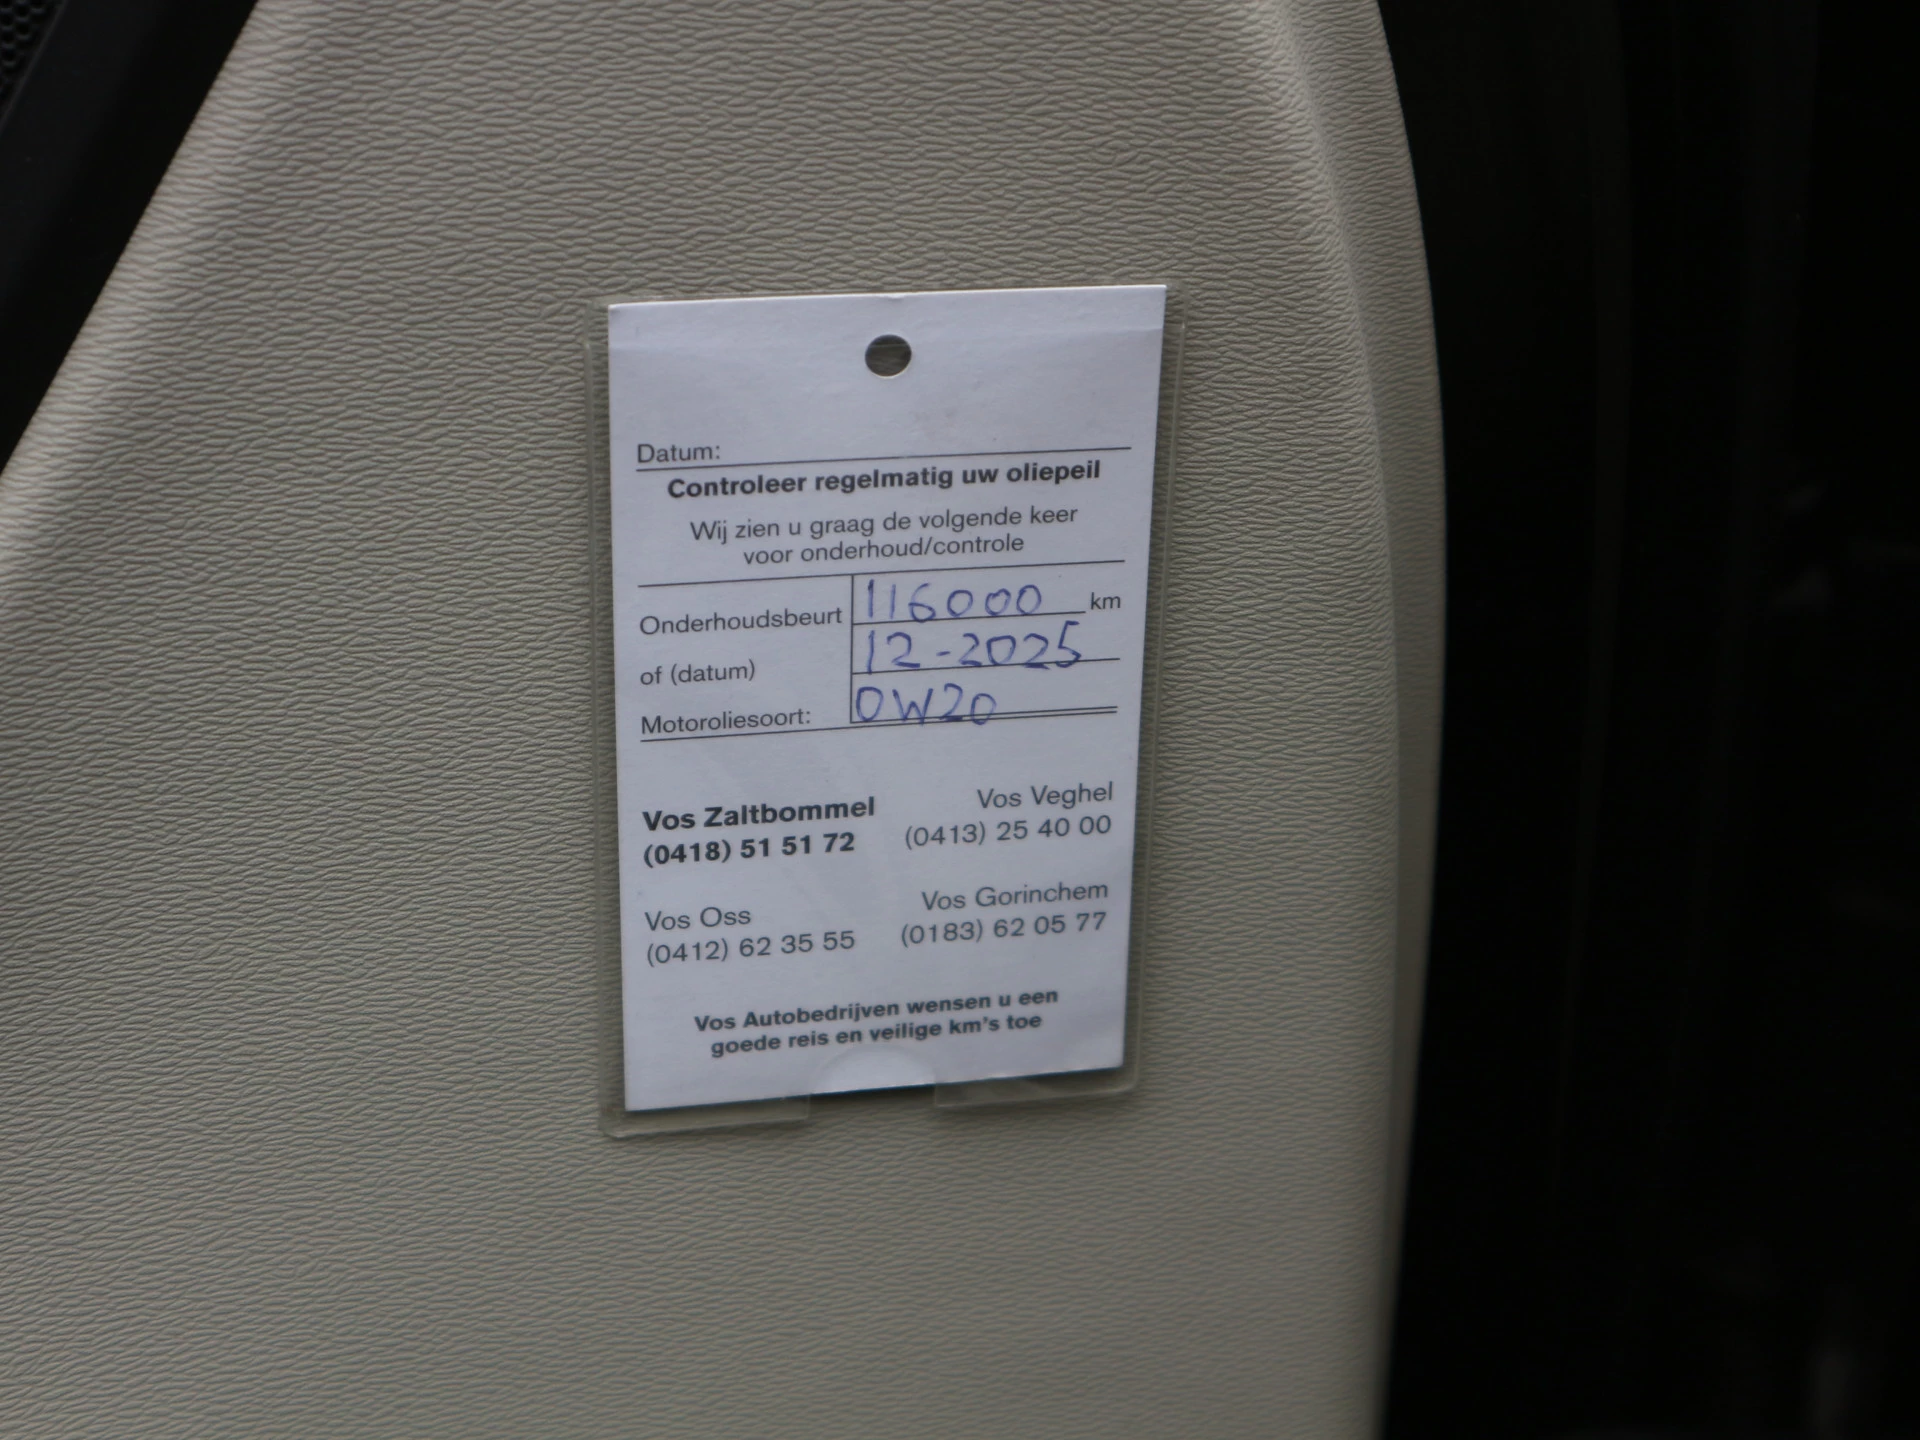 Datum:
Controleer regelmatig uw oliepeil
Wij zien u graag de volgende keer
voor onderhoud/controle
Onderhoudsbeurt 116000 km
of (datum) 12-2025
Motoroliesoort: 0W20
Vos Zaltbommel Vos Veghel
(0418) 51 51 72 (0413) 25 40 00
Vos Oss Vos Gorinchem
(0412) 62 35 55 (0183) 62 05 77
Vos Autobedrijven wensen u een
goede reis en veilige km's toe